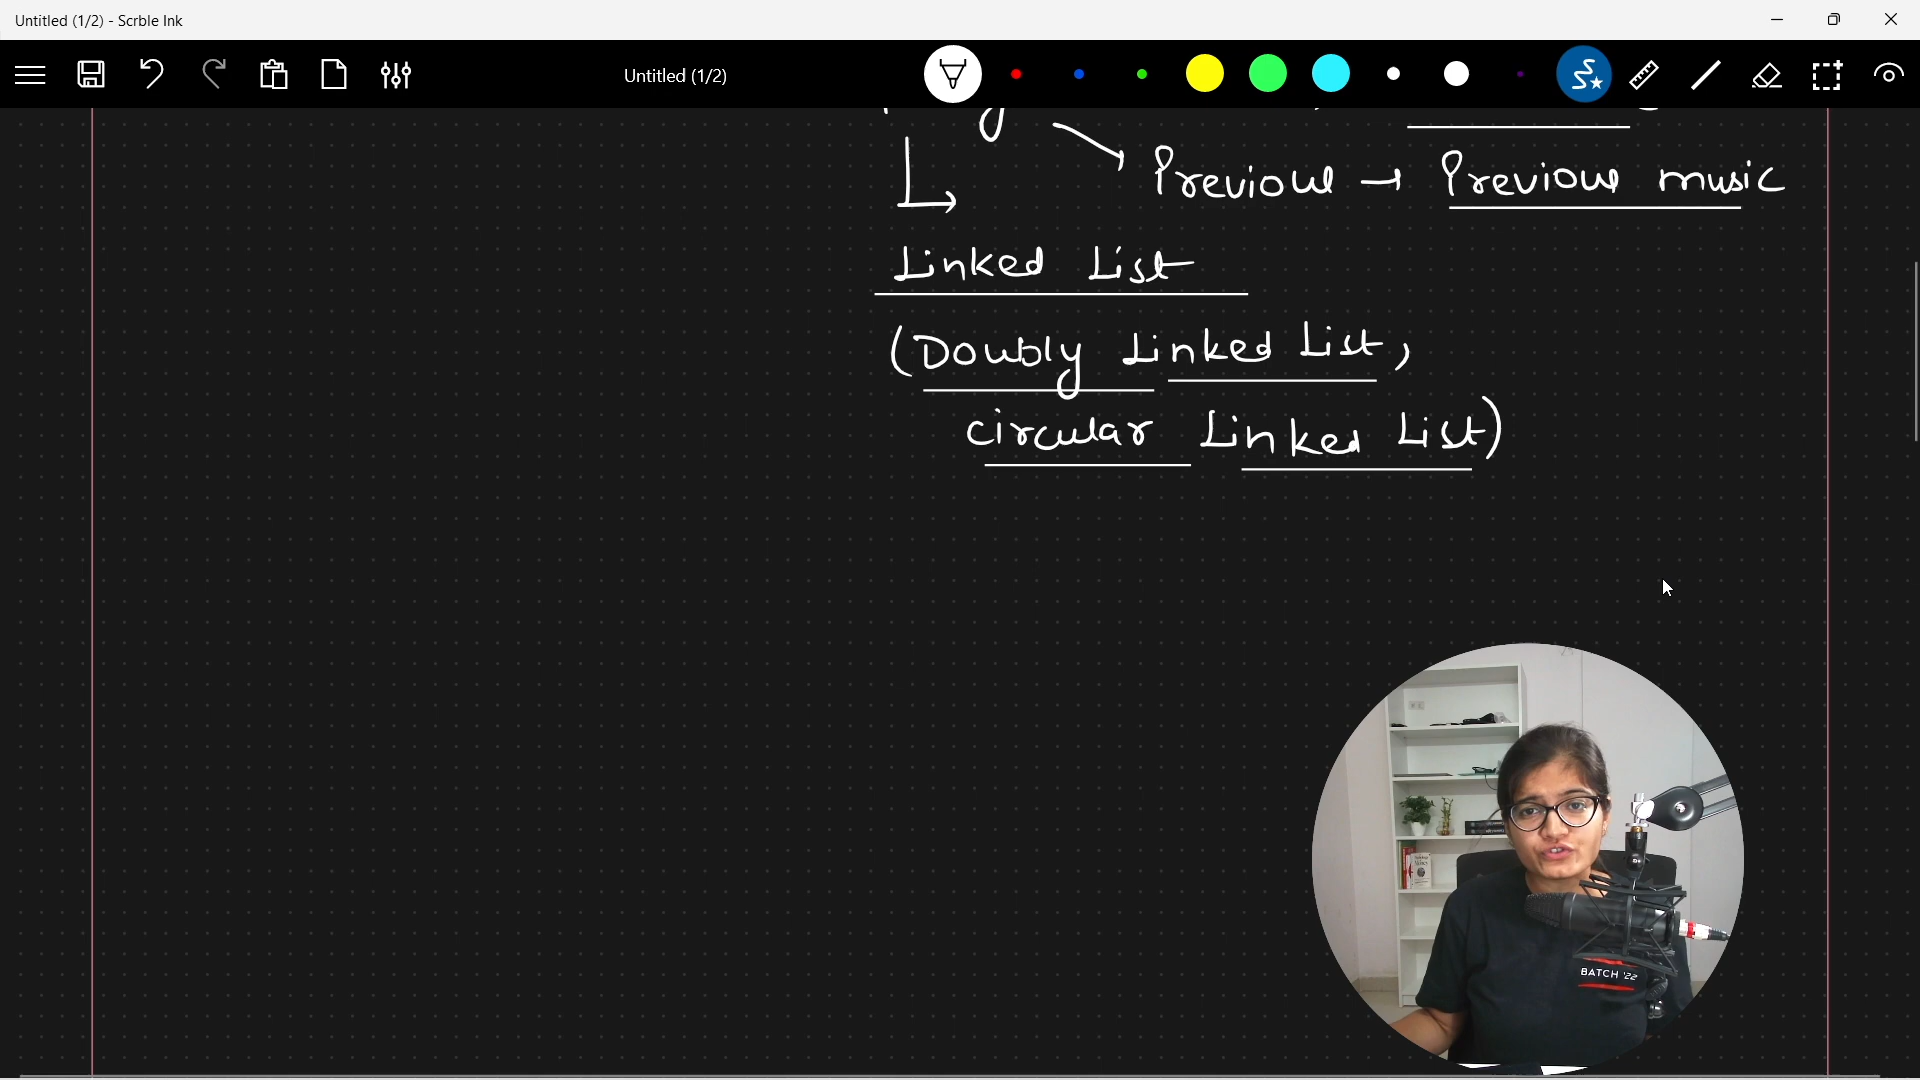 Untitled (1/2) - Scrble Ink
Untitled (1/2)
Previous → Previous music
Linked List
(Doubly Linked List,
circular Linked List)
BATCH '22